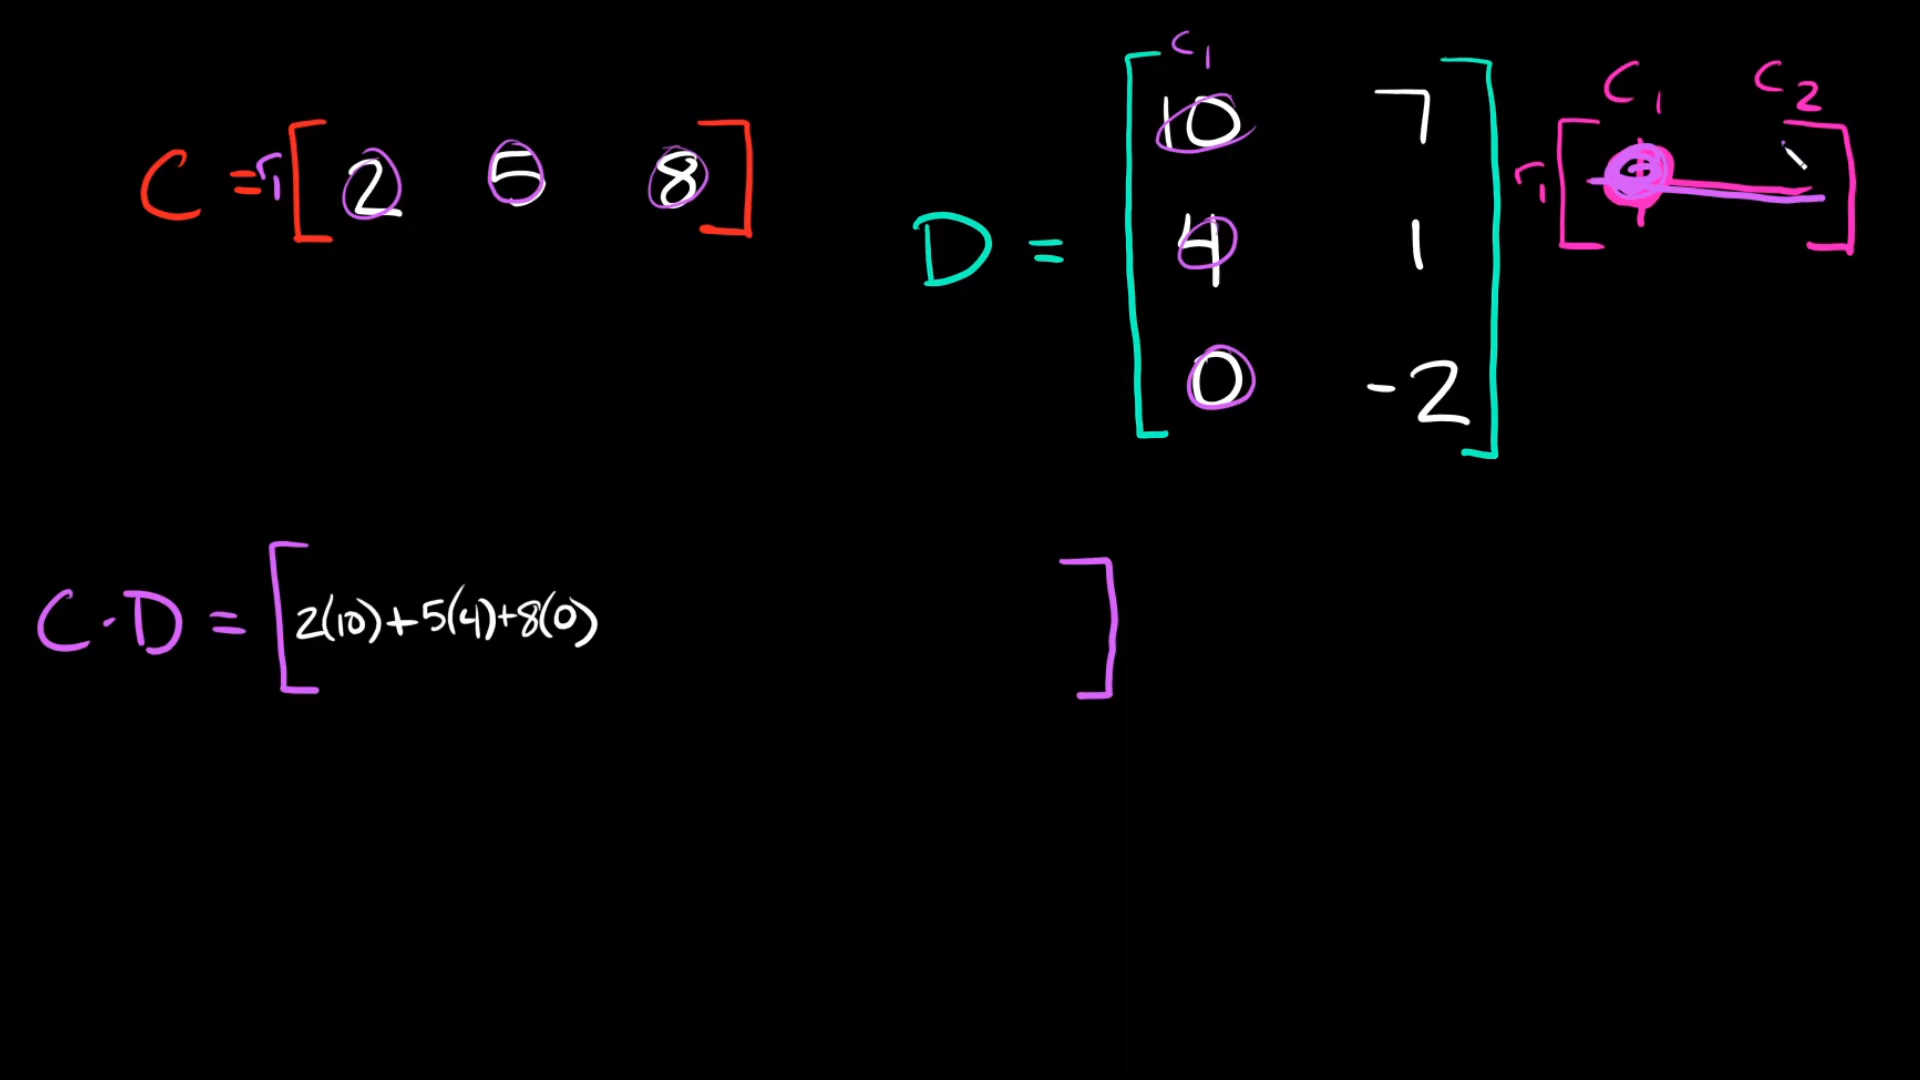 C = r₁ [ 2 5 8 ]
D = [ 10 7
4 1
0 -2 ]
c₁
C₁ C₂
r₁ [ ]
C · D = [ 2(10)+5(4)+8(0) ]